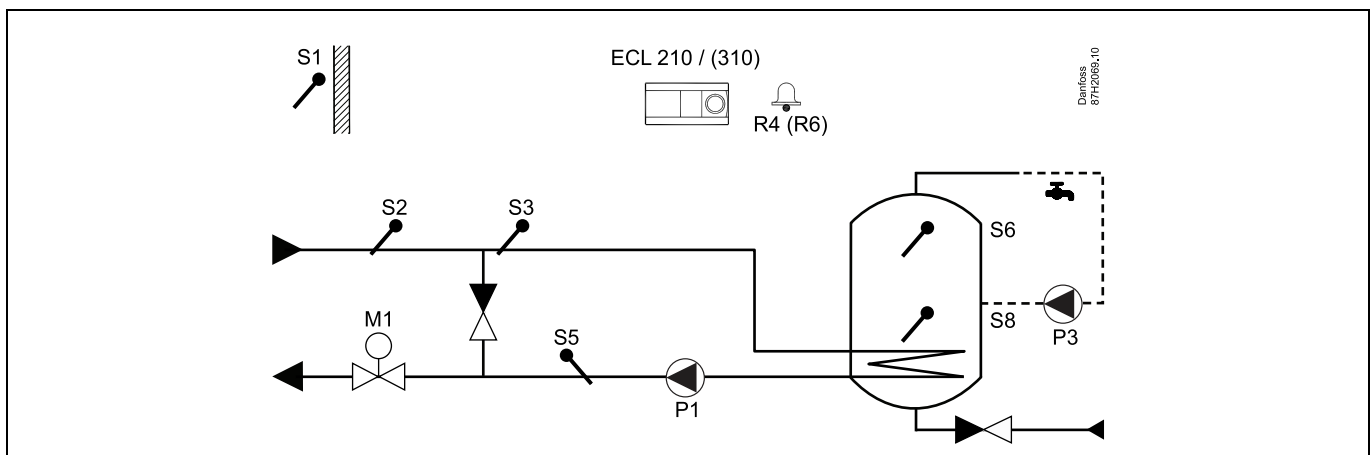 S1
ECL 210 / (310)
R4 (R6)
Danfoss
87H2069.10
S2
S3
S6
M1
S5
S8
P3
P1